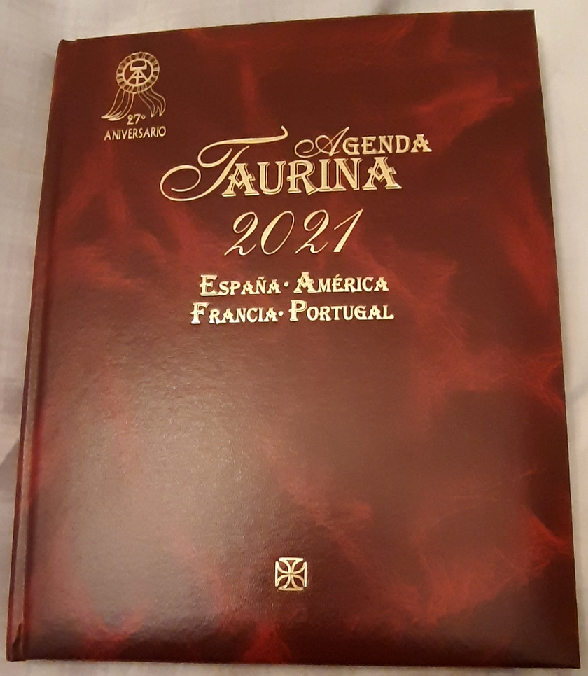 27º
ANIVERSARIO
AGENDA
TAURINA
2021
ESPAÑA · AMÉRICA
FRANCIA · PORTUGAL